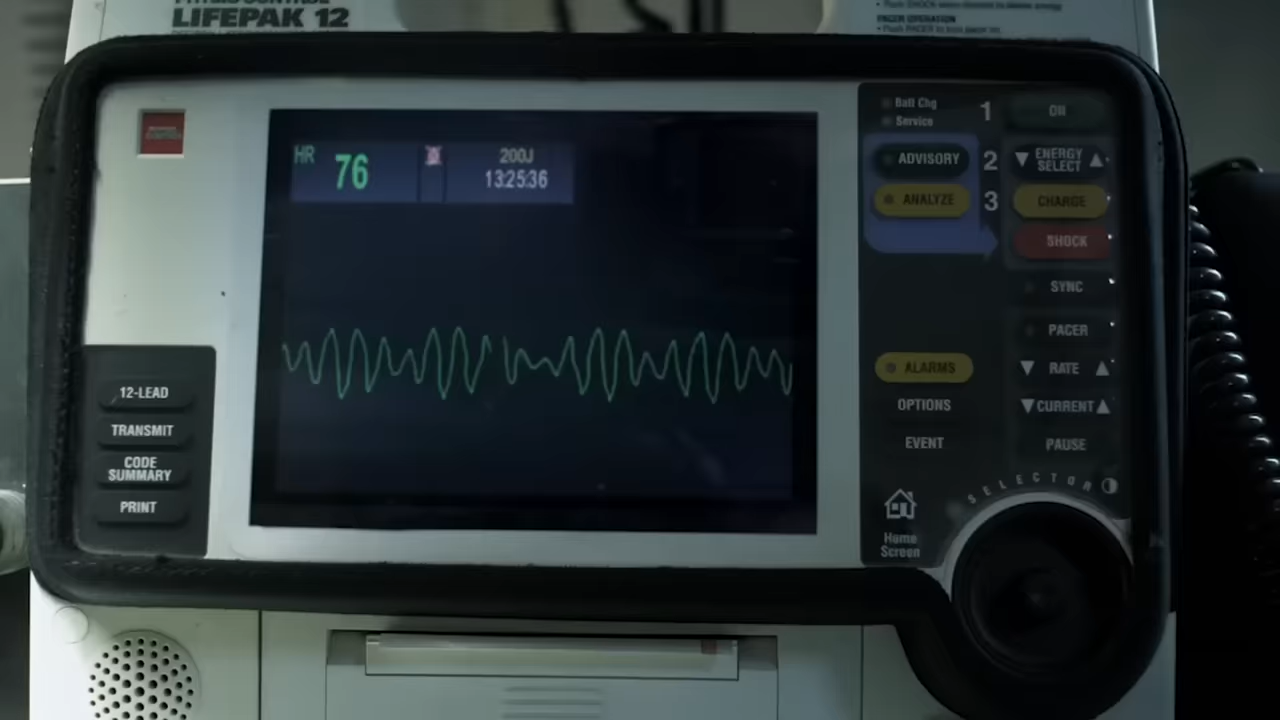 LIFEPAK 12
PACER OPERATION
HR 76
200J
13:25:36
Batt Chg
Service
1
ON
ADVISORY
2
ENERGY
SELECT
ANALYZE
3
CHARGE
SHOCK
SYNC
PACER
ALARMS
RATE
OPTIONS
CURRENT
EVENT
PAUSE
SELECTOR
Home
Screen
12-LEAD
TRANSMIT
CODE
SUMMARY
PRINT